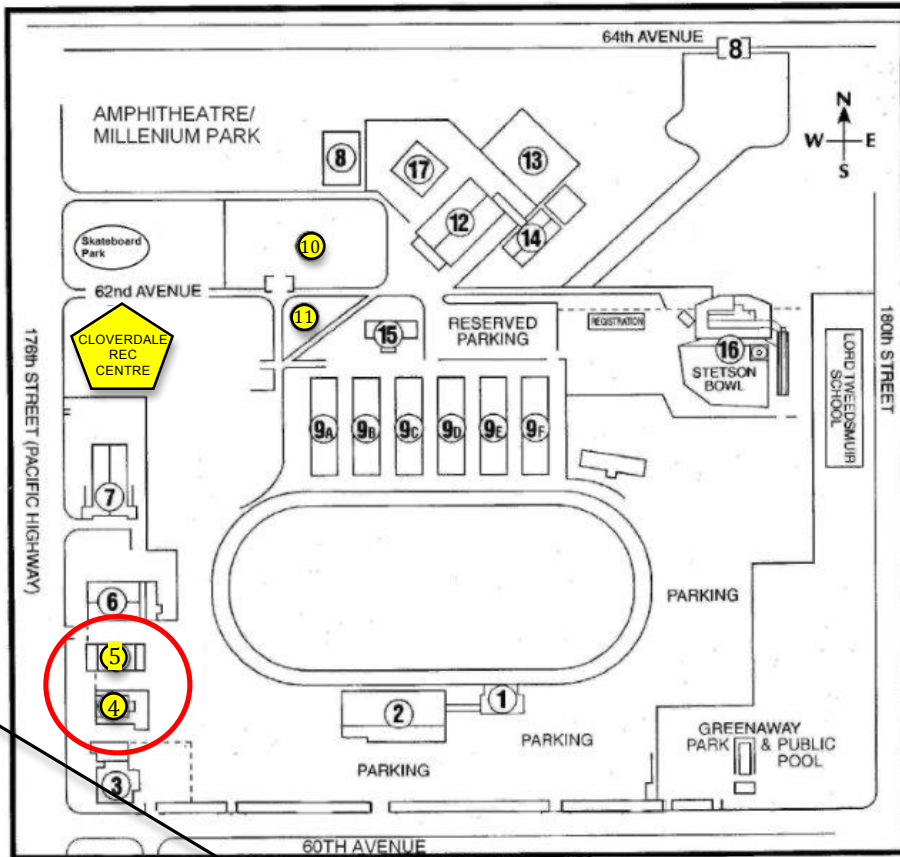 64th AVENUE
8
N
W E
S
AMPHITHEATRE/
MILLENIUM PARK
8
17
13
12
14
Skateboard
Park
10
62nd AVENUE
11
15
RESERVED
PARKING
REGISTRATION
16
STETSON
BOWL
CLOVERDALE
REC
CENTRE
176th STREET (PACIFIC HIGHWAY)
180th STREET
LORD TWEEDSMUIR
SCHOOL
9A
9B
9C
9D
9E
9F
7
6
PARKING
5
4
2
1
3
PARKING
PARKING
GREENAWAY
PARK & PUBLIC
POOL
60TH AVENUE